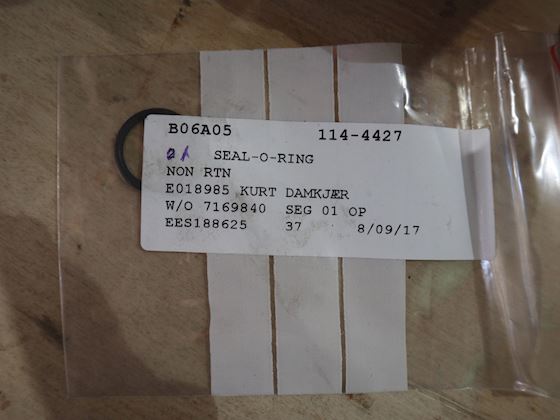 B06A05 114-4427
01 SEAL-O-RING
NON RTN
E018985 KURT DAMKJÆR
W/O 7169840 SEG 01 OP
EES188625 37 8/09/17